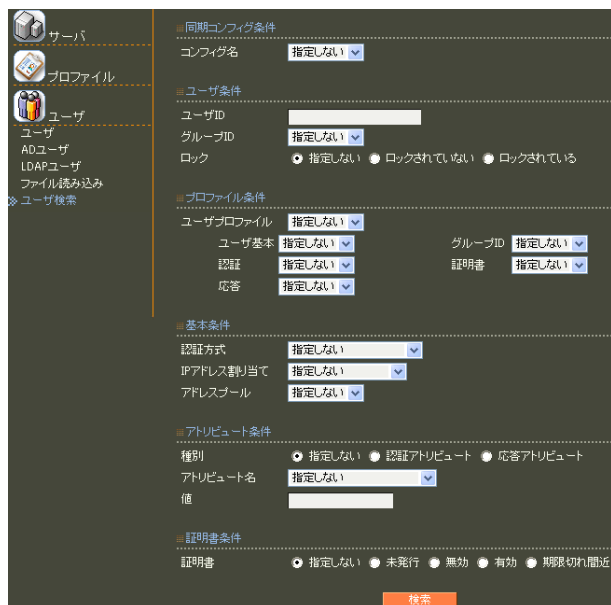 サーバ
プロファイル
ユーザ
ユーザ
ADユーザ
LDAPユーザ
ファイル読み込み
ユーザ検索
同期コンフィグ条件
コンフィグ名 指定しない
ユーザ条件
ユーザID
グループID 指定しない
ロック 指定しない ロックされていない ロックされている
プロファイル条件
ユーザプロファイル 指定しない
ユーザ基本 指定しない グループID 指定しない
認証 指定しない 証明書 指定しない
応答 指定しない
基本条件
認証方式 指定しない
IPアドレス割り当て 指定しない
アドレスプール 指定しない
アトリビュート条件
種別 指定しない 認証アトリビュート 応答アトリビュート
アトリビュート名 指定しない
値
証明書条件
証明書 指定しない 未発行 無効 有効 期限切れ間近
検索